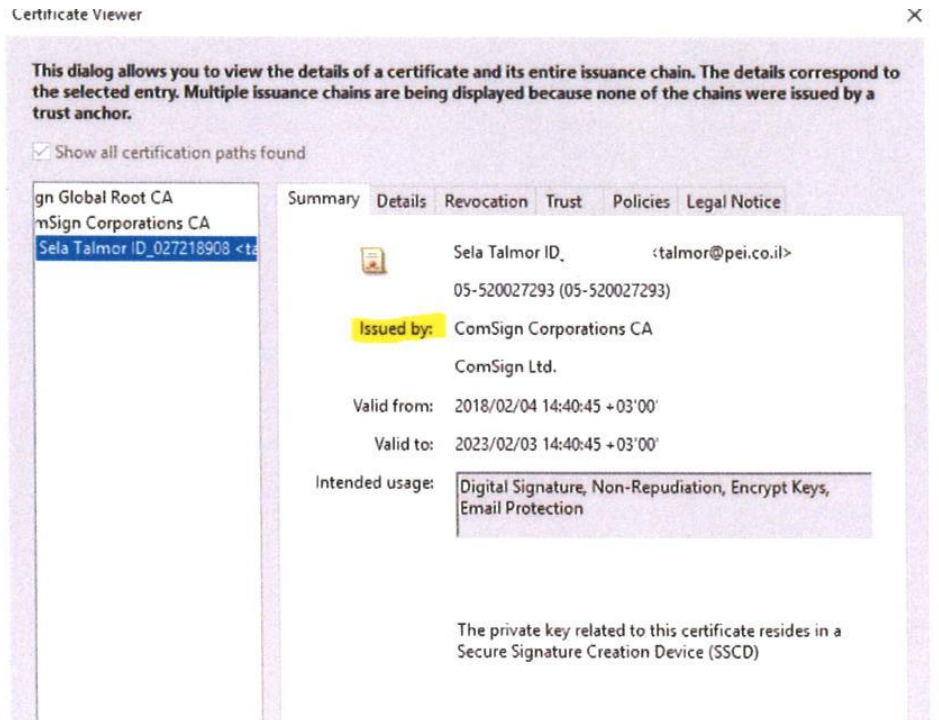 Certificate Viewer
This dialog allows you to view the details of a certificate and its entire issuance chain. The details correspond to
the selected entry. Multiple issuance chains are being displayed because none of the chains were issued by a
trust anchor.
Show all certification paths found
gn Global Root CA
mSign Corporations CA
Sela Talmor ID_027218908 <ta
Summary Details Revocation Trust Policies Legal Notice
Sela Talmor ID_ <talmor@pei.co.il>
05-520027293 (05-520027293)
Issued by: ComSign Corporations CA
ComSign Ltd.
Valid from: 2018/02/04 14:40:45 +03'00'
Valid to: 2023/02/03 14:40:45 +03'00'
Intended usage: Digital Signature, Non-Repudiation, Encrypt Keys,
Email Protection
The private key related to this certificate resides in a
Secure Signature Creation Device (SSCD)